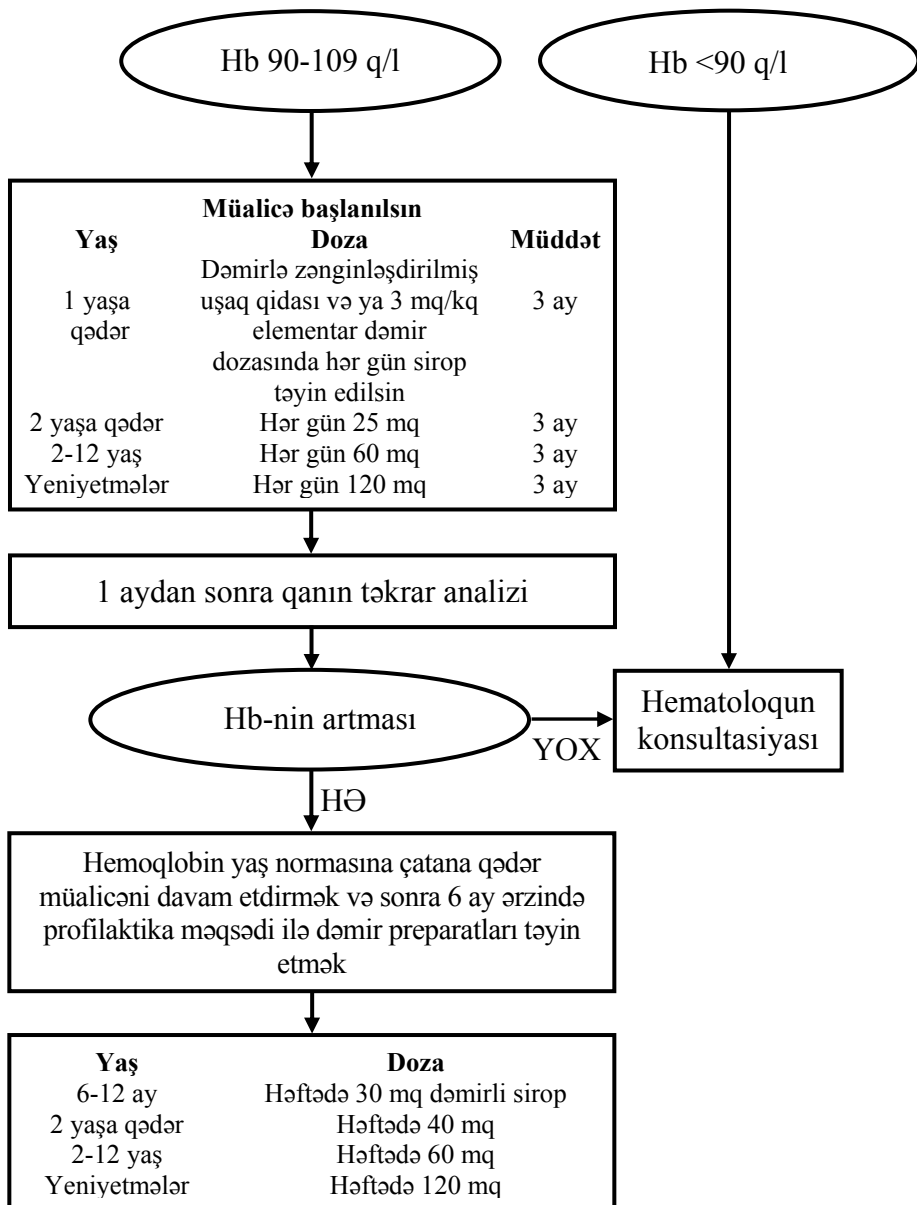 Hb 90-109 q/l
Hb <90 q/l
Müalicə başlanılsın
Yaş Doza Müddət
Dəmirlə zənginləşdirilmiş
1 yaşa uşaq qidası və ya 3 mq/kq 3 ay
qədər elementar dəmir
dozasında hər gün sirop
təyin edilsin
2 yaşa qədər Hər gün 25 mq 3 ay
2-12 yaş Hər gün 60 mq 3 ay
Yeniyetmələr Hər gün 120 mq 3 ay
1 aydan sonra qanın təkrar analizi
Hb-nin artması
YOX
Hematoloqun
konsultasiyası
HƏ
Hemoqlobin yaş normasına çatana qədər
müalicəni davam etdirmək və sonra 6 ay ərzində
profilaktika məqsədi ilə dəmir preparatları təyin
etmək
Yaş Doza
6-12 ay Həftədə 30 mq dəmirli sirop
2 yaşa qədər Həftədə 40 mq
2-12 yaş Həftədə 60 mq
Yeniyetmələr Həftədə 120 mq